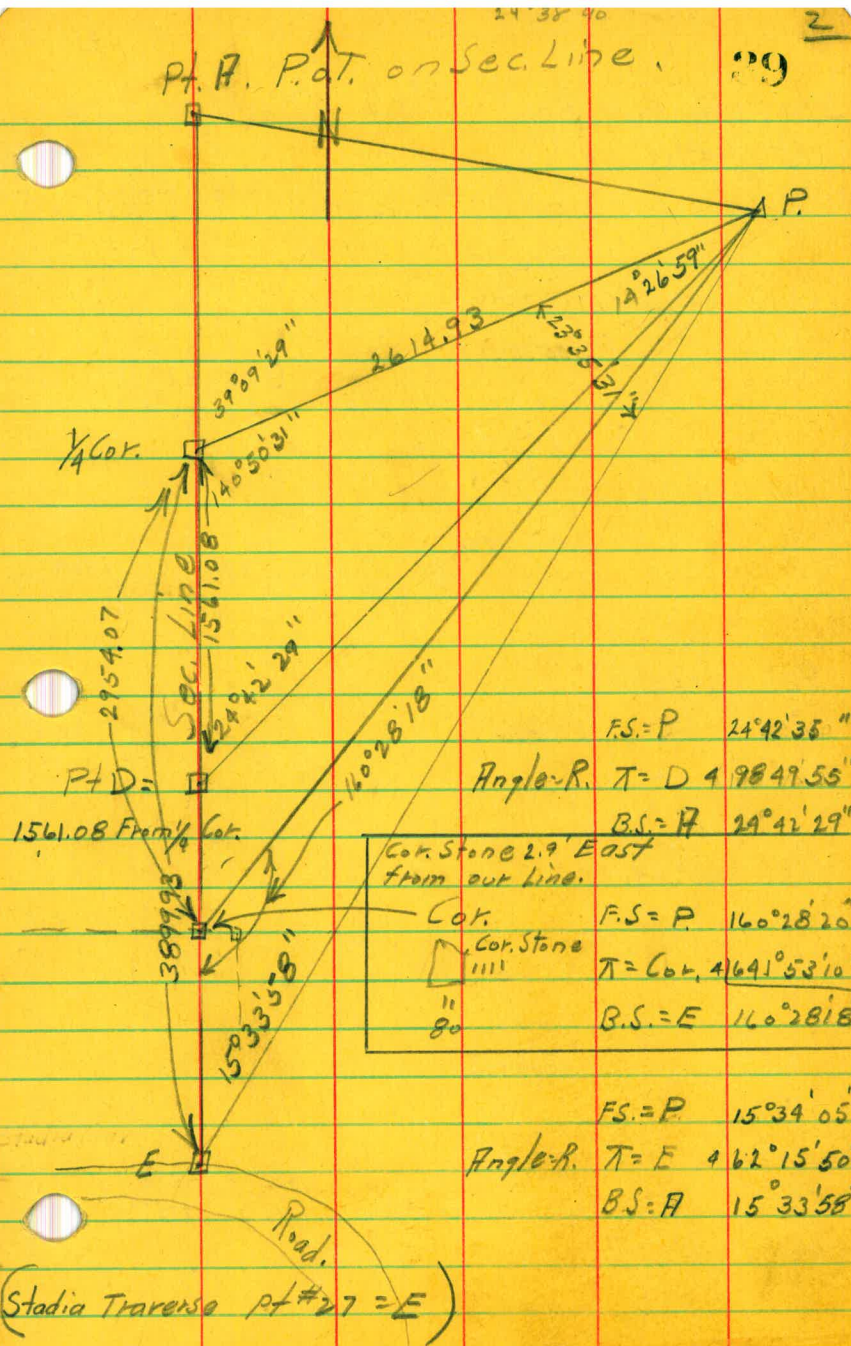 2
39
Pt. A. P.o.T. on Sec. Line.
N
P.
14°26'59"
2614.93
23°35'31"
39°09'29"
1/4 Cor.
140°50'31"
Sec. Line
1561.08
2954.07
24°42'29"
160°28'18"
Pt D =
1561.08 From 1/4 Cor.
F.S. = P 24°42'35"
Angle-R. π = D 4 98 49'55"
B.S. = A 24°42'29"
Cor. Stone 2.9' East
from our Line.
Cor.
Cor. Stone
1111
"
80
F.S = P. 160°28'20
π = Cor. 4 641°53'10
B.S. = E 160°28'18
3899.93
15°33'58"
E
F.S. = P. 15°34'05
Angle-R. π = E 4 62°15'50
B.S: A 15°33'58
Road.
(Stadia Traverse pt #27 = E)